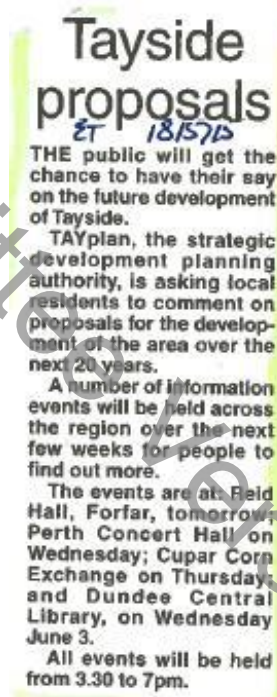 Tayside
proposals
ET 18/5/15
THE public will get the
chance to have their say
on the future development
of Tayside.
TAYplan, the strategic
development planning
authority, is asking local
residents to comment on
proposals for the develop-
ment of the area over the
next 20 years.
A number of information
events will be held across
the region over the next
few weeks for people to
find out more.
The events are at: Reid
Hall, Forfar, tomorrow;
Perth Concert Hall on
Wednesday; Cupar Corn
Exchange on Thursday,
and Dundee Central
Library, on Wednesday
June 3.
All events will be held
from 3.30 to 7pm.